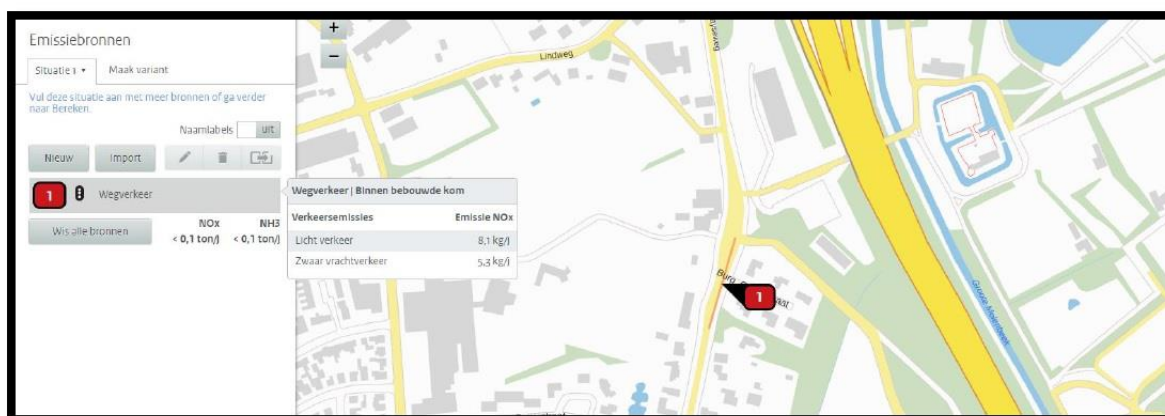 Emissiebronnen
Situatie 1
Maak variant
Vul deze situatie aan met meer bronnen of ga verder
naar Bereken.
Naamlabels uit
Nieuw
Import
1 Wegverkeer
Wis alle bronnen
NOx NH3
< 0,1 ton/j < 0,1 ton/j
Wegverkeer | Binnen bebouwde kom
Verkeersemissies Emissie NOx
Licht verkeer 8,1 kg/j
Zwaar vrachtverkeer 5,3 kg/j
+
−
Lindweg
1
Groote Molenbeek